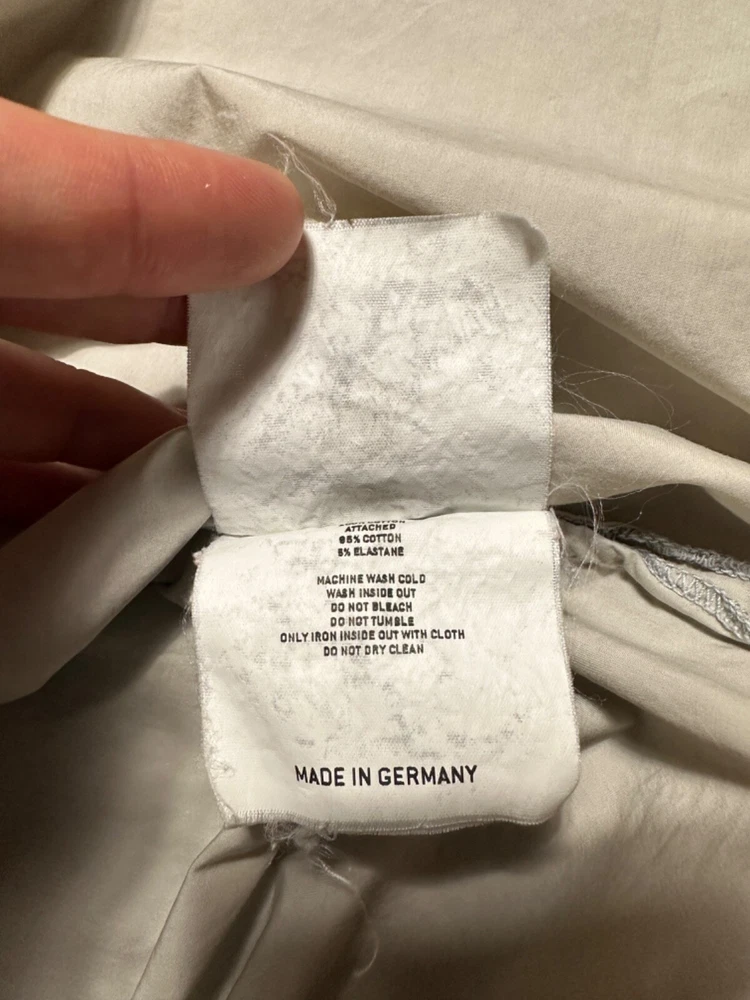 ATTACHED
95% COTTON
5% ELASTANE
MACHINE WASH COLD
WASH INSIDE OUT
DO NOT BLEACH
DO NOT TUMBLE
ONLY IRON INSIDE OUT WITH CLOTH
DO NOT DRY CLEAN
MADE IN GERMANY